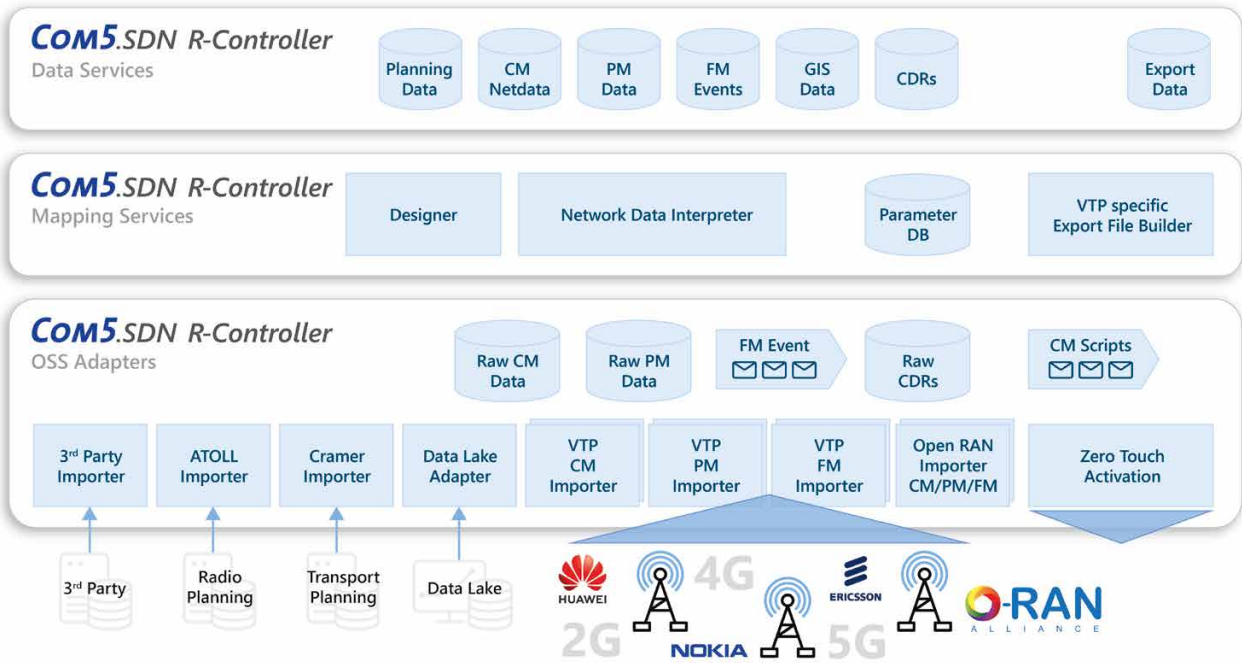 COM5.SDN R-Controller
Data Services
Planning
Data
CM
Netdata
PM
Data
FM
Events
GIS
Data
CDRs
Export
Data
COM5.SDN R-Controller
Mapping Services
Designer
Network Data Interpreter
Parameter
DB
VTP specific
Export File Builder
COM5.SDN R-Controller
OSS Adapters
Raw CM
Data
Raw PM
Data
FM Event
Raw
CDRs
CM Scripts
3rd Party
Importer
ATOLL
Importer
Cramer
Importer
Data Lake
Adapter
VTP
CM
Importer
VTP
PM
Importer
VTP
FM
Importer
Open RAN
Importer
CM/PM/FM
Zero Touch
Activation
3rd Party
Radio
Planning
Transport
Planning
Data Lake
HUAWEI
4G
ERICSSON
O-RAN
ALLIANCE
2G
NOKIA
5G